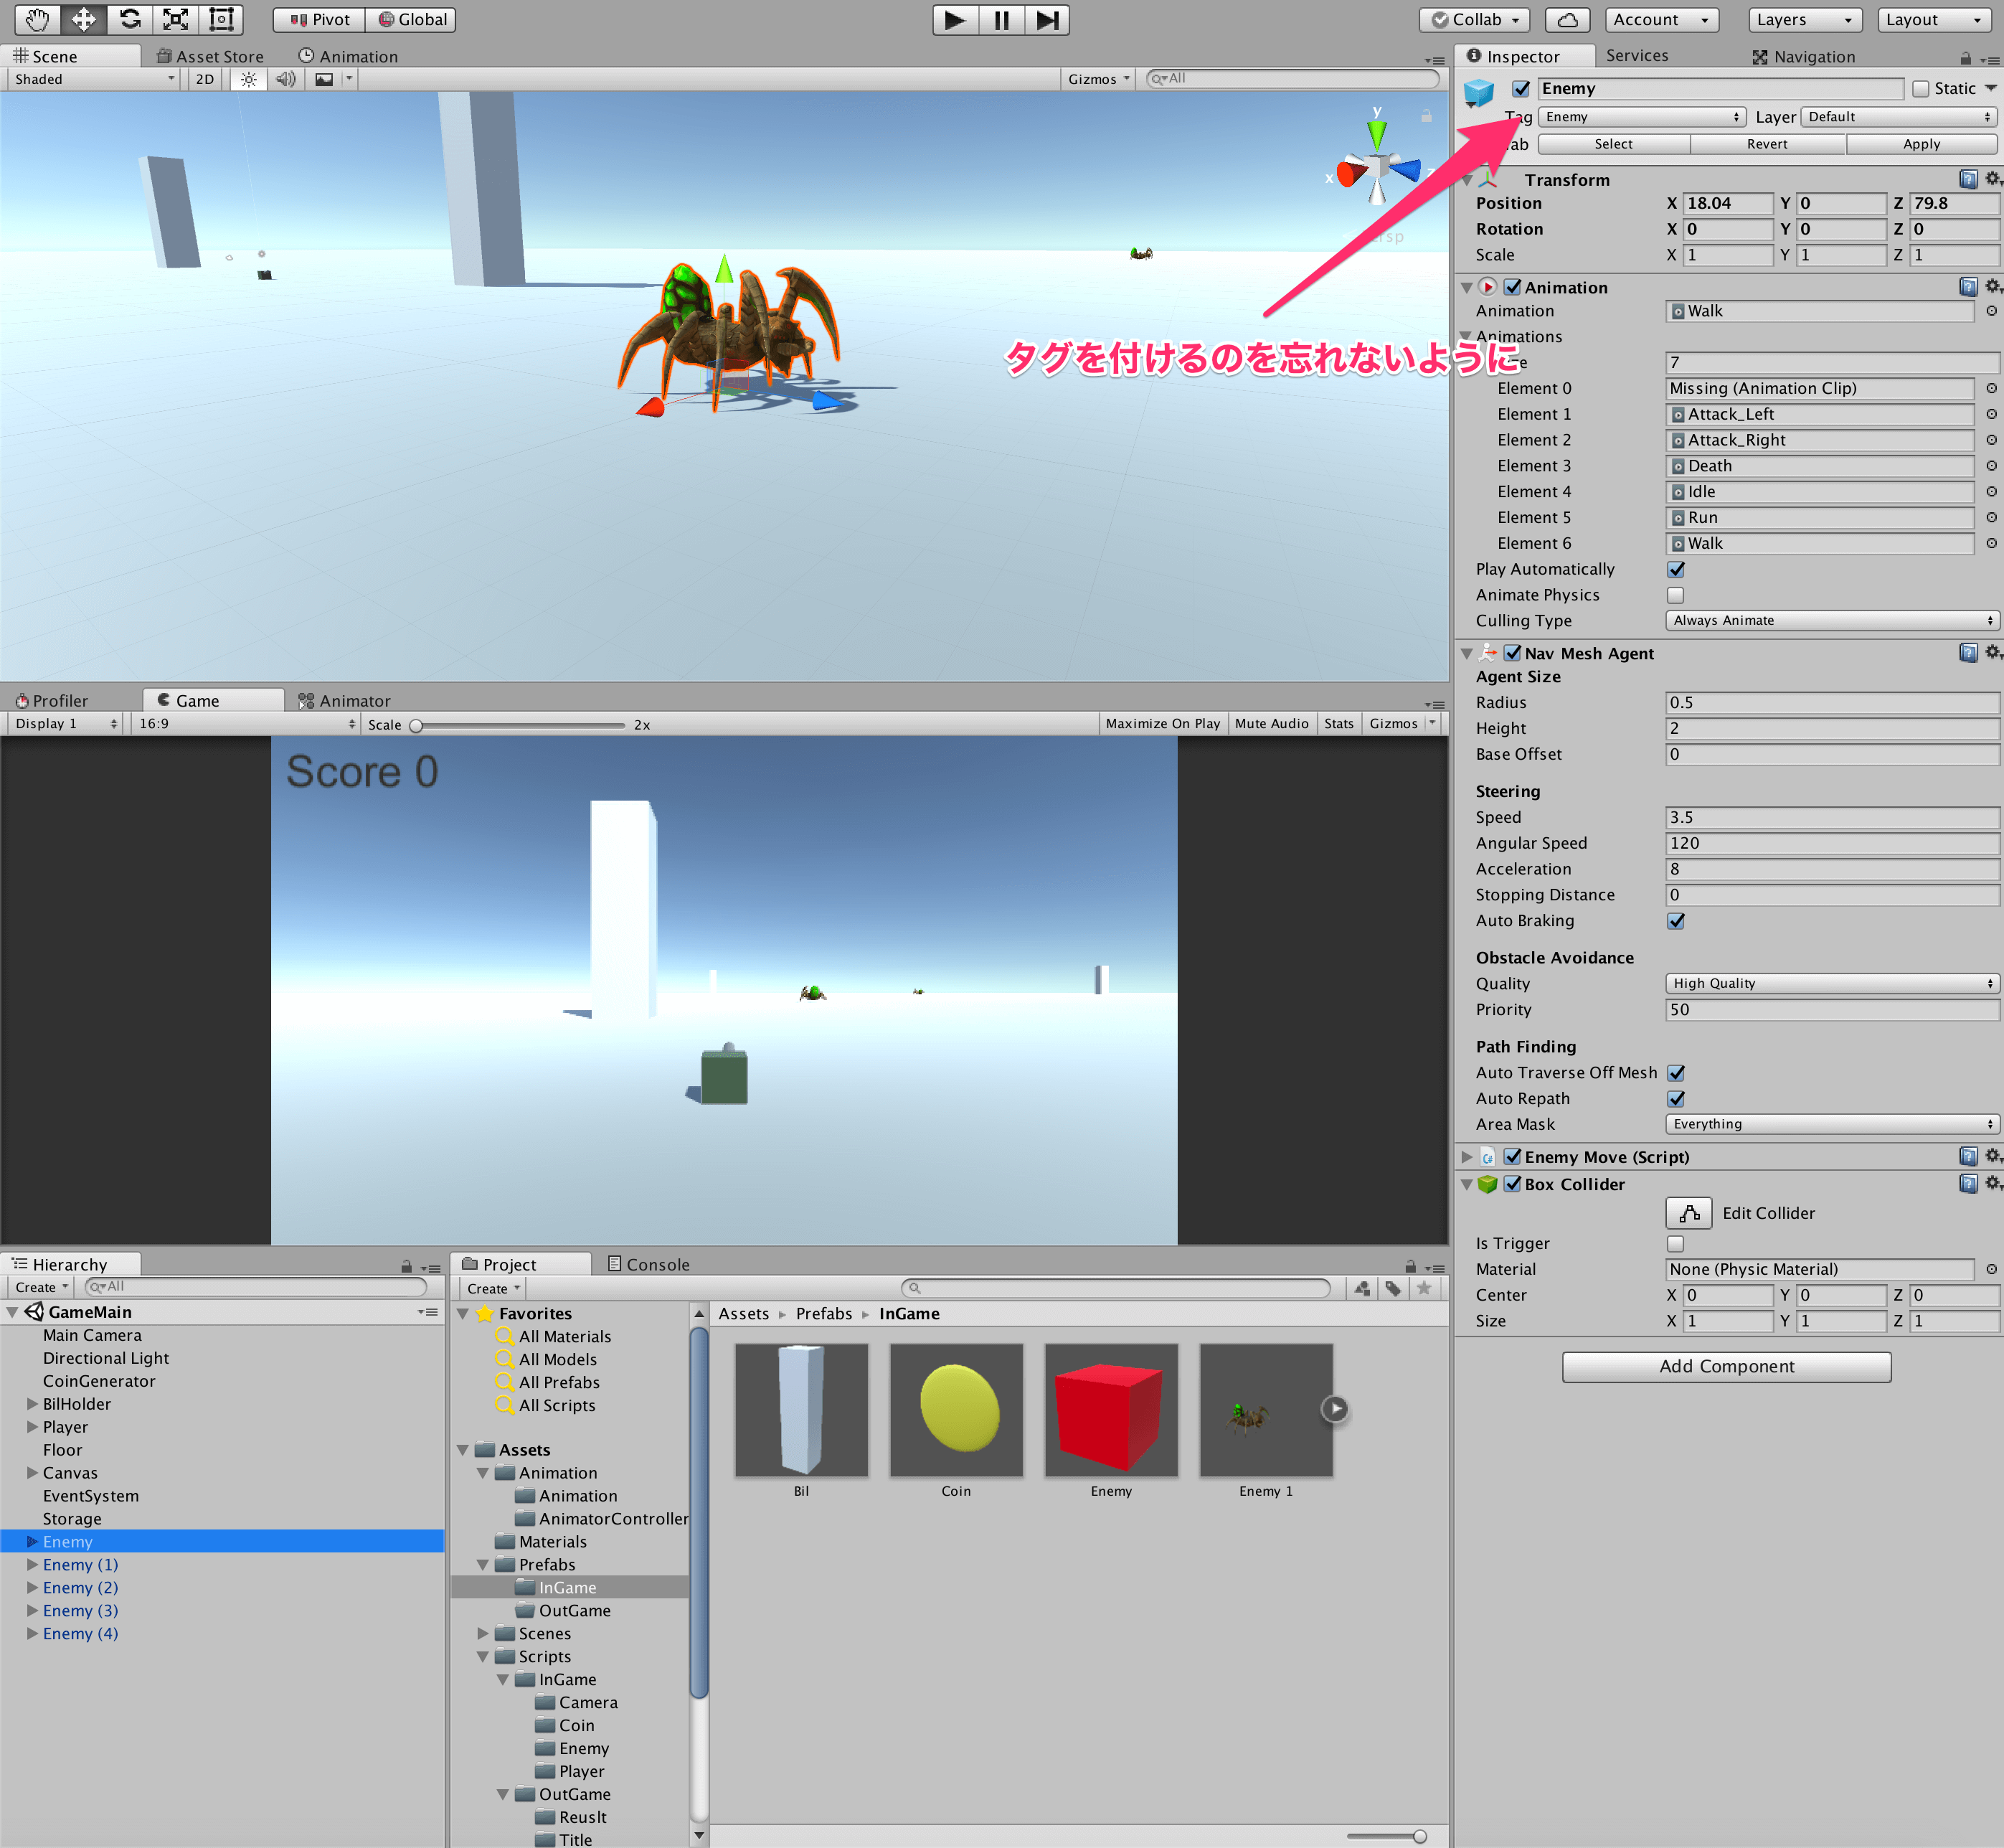 Pivot Global Collab Account Layers Layout
Scene Asset Store Animation
Shaded 2D Gizmos All
y
x
タグを付けるのを忘れないように
Profiler Game Animator
Display 1 16:9 Scale 2x Maximize On Play Mute Audio Stats Gizmos
Score 0
Hierarchy
Create All
GameMain
Main Camera
Directional Light
CoinGenerator
BilHolder
Player
Floor
Canvas
EventSystem
Storage
Enemy
Enemy (1)
Enemy (2)
Enemy (3)
Enemy (4)
Project Console
Create
Favorites
All Materials
All Models
All Prefabs
All Scripts
Assets
Animation
Animation
AnimatorController
Materials
Prefabs
InGame
OutGame
Scenes
Scripts
InGame
Camera
Coin
Enemy
Player
OutGame
Reuslt
Title
Assets Prefabs InGame
Bil Coin Enemy Enemy 1
Inspector Services Navigation
Enemy Static
Tag Enemy Layer Default
ab Select Revert Apply
Transform
Position X 18.04 Y 0 Z 79.8
Rotation X 0 Y 0 Z 0
Scale X 1 Y 1 Z 1
Animation
Animation Walk
Animations
7
Element 0 Missing (Animation Clip)
Element 1 Attack_Left
Element 2 Attack_Right
Element 3 Death
Element 4 Idle
Element 5 Run
Element 6 Walk
Play Automatically
Animate Physics
Culling Type Always Animate
Nav Mesh Agent
Agent Size
Radius 0.5
Height 2
Base Offset 0
Steering
Speed 3.5
Angular Speed 120
Acceleration 8
Stopping Distance 0
Auto Braking
Obstacle Avoidance
Quality High Quality
Priority 50
Path Finding
Auto Traverse Off Mesh
Auto Repath
Area Mask Everything
Enemy Move (Script)
Box Collider
Edit Collider
Is Trigger
Material None (Physic Material)
Center X 0 Y 0 Z 0
Size X 1 Y 1 Z 1
Add Component